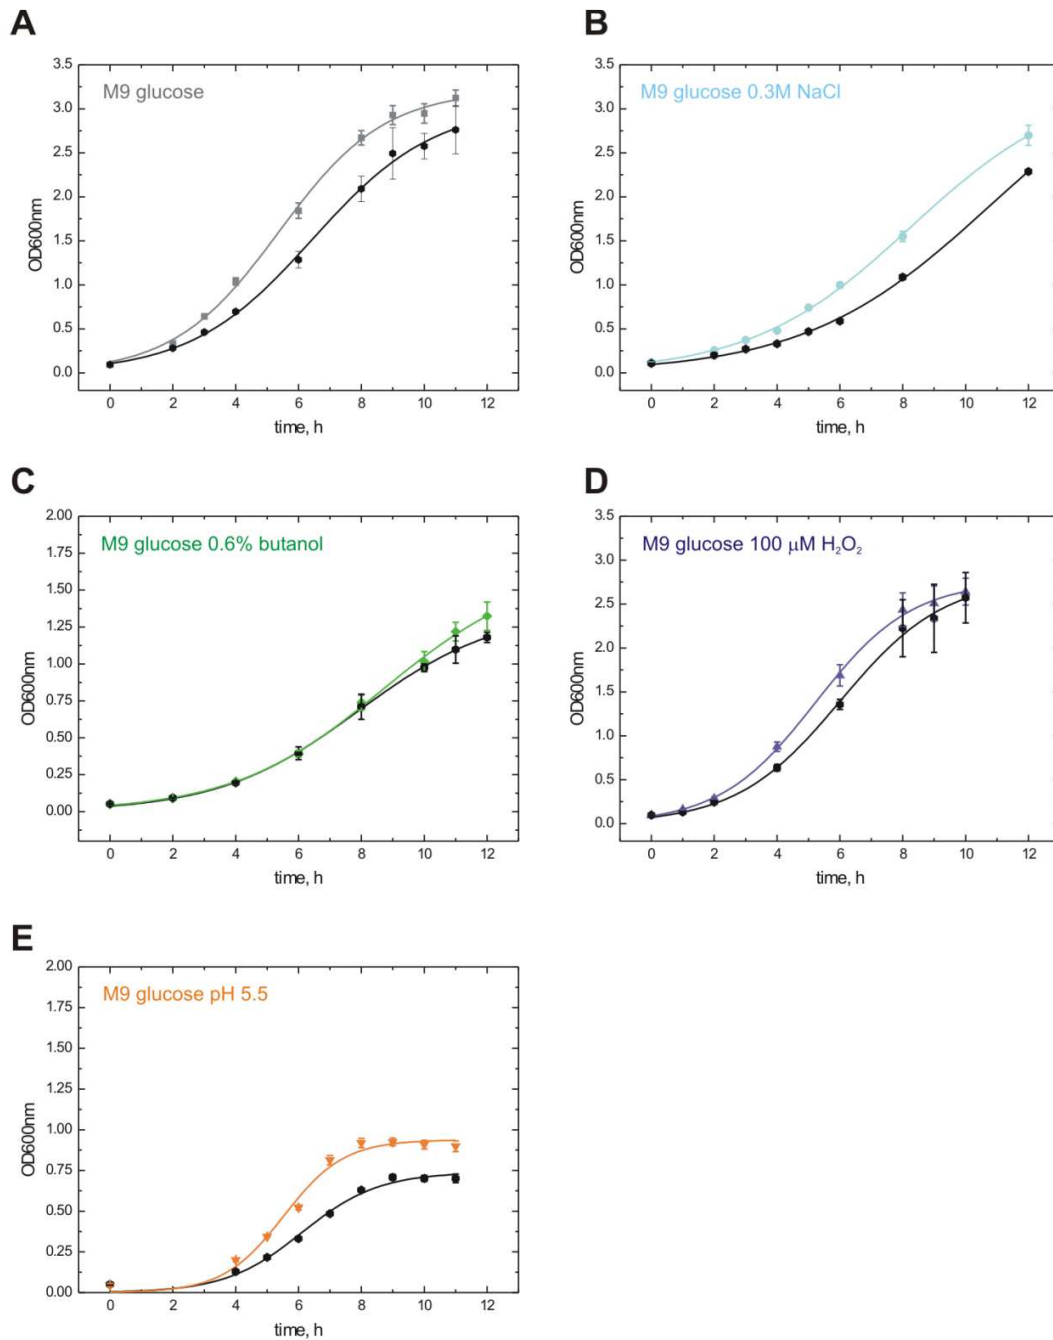 A
B
3.5
3.0
2.5
2.0
1.5
1.0
0.5
0.0
OD600nm
M9 glucose
0 2 4 6 8 10 12
time, h
3.5
3.0
2.5
2.0
1.5
1.0
0.5
0.0
OD600nm
M9 glucose 0.3M NaCl
0 2 4 6 8 10 12
time, h
C
D
2.00
1.75
1.50
1.25
1.00
0.75
0.50
0.25
0.00
OD600nm
M9 glucose 0.6% butanol
0 2 4 6 8 10 12
time, h
3.5
3.0
2.5
2.0
1.5
1.0
0.5
0.0
OD600nm
M9 glucose 100 μM H₂O₂
0 2 4 6 8 10 12
time, h
E
2.00
1.75
1.50
1.25
1.00
0.75
0.50
0.25
0.00
OD600nm
M9 glucose pH 5.5
0 2 4 6 8 10 12
time, h